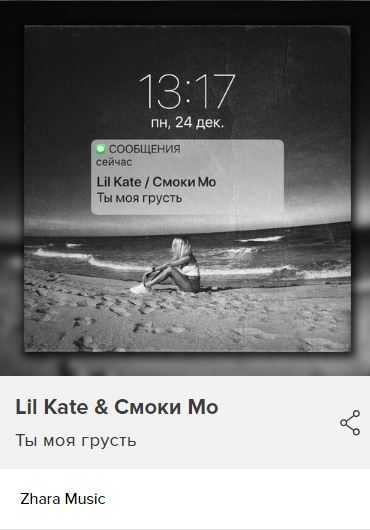 13:17
пн, 24 дек.
СООБЩЕНИЯ
сейчас
Lil Kate / Смоки Мо
Ты моя грусть
Lil Kate & Смоки Мо
Ты моя грусть
Zhara Music